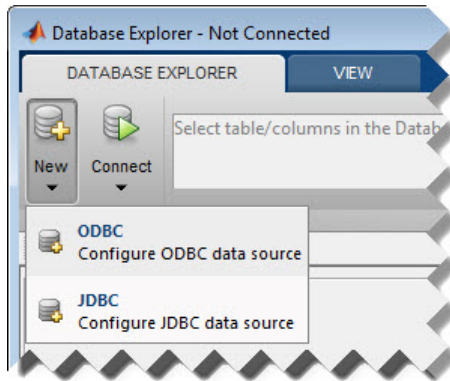 Database Explorer - Not Connected
DATABASE EXPLORER
VIEW
Select table/columns in the Datab
New
Connect
ODBC
Configure ODBC data source
JDBC
Configure JDBC data source